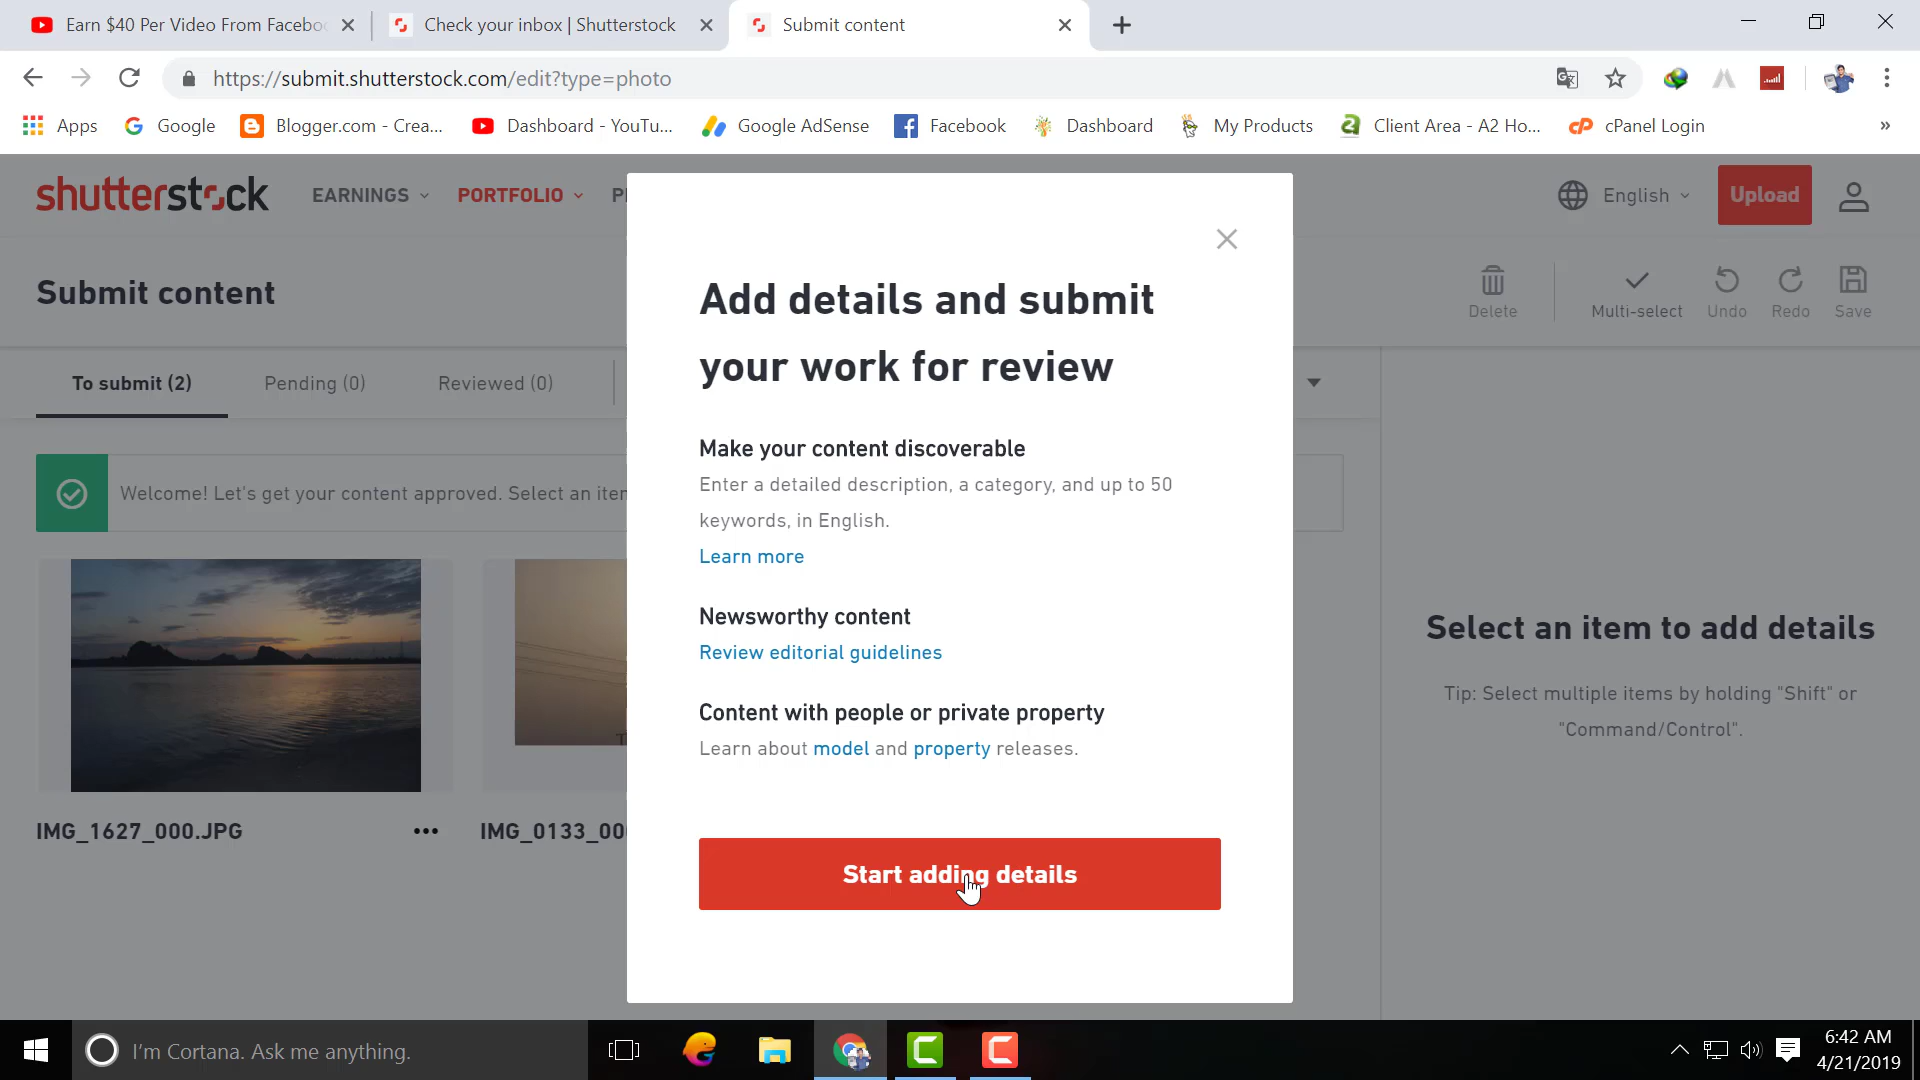 Earn $40 Per Video From Facebo
Check your inbox | Shutterstock
Submit content
https://submit.shutterstock.com/edit?type=photo
Apps
Google
Blogger.com - Crea...
Dashboard - YouTu...
Google AdSense
Facebook
Dashboard
My Products
Client Area - A2 Ho...
cPanel Login
»
shutterstock
EARNINGS
PORTFOLIO
English
Upload
Submit content
Delete
Multi-select
Undo
Redo
Save
To submit (2)
Pending (0)
Reviewed (0)
Welcome! Let's get your content approved. Select an
IMG_1627_000.JPG
IMG_0133_00
Add details and submit
your work for review
Make your content discoverable
Enter a detailed description, a category, and up to 50
keywords, in English.
Learn more
Newsworthy content
Review editorial guidelines
Content with people or private property
Learn about model and property releases.
Start adding details
Select an item to add details
Tip: Select multiple items by holding "Shift" or
"Command/Control".
I'm Cortana. Ask me anything.
6:42 AM
4/21/2019